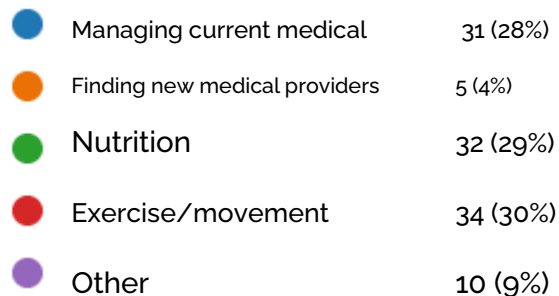 Managing current medical 31 (28%)
Finding new medical providers 5 (4%)
Nutrition 32 (29%)
Exercise/movement 34 (30%)
Other 10 (9%)